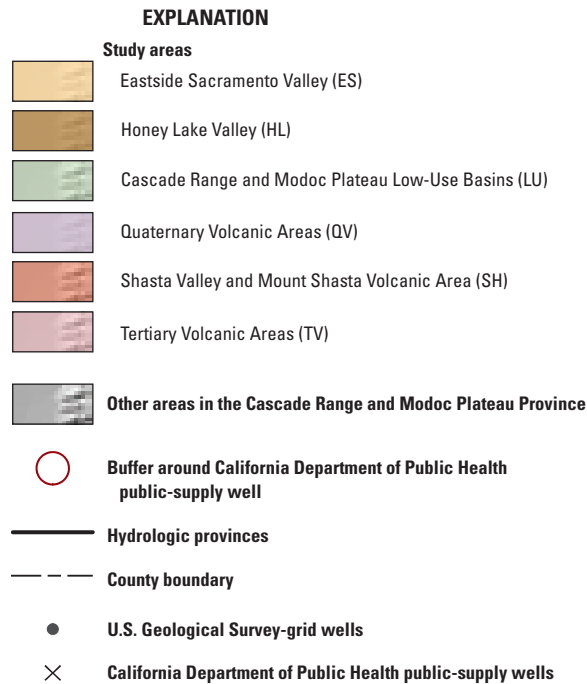 EXPLANATION
Study areas
Eastside Sacramento Valley (ES)
Honey Lake Valley (HL)
Cascade Range and Modoc Plateau Low-Use Basins (LU)
Quaternary Volcanic Areas (QV)
Shasta Valley and Mount Shasta Volcanic Area (SH)
Tertiary Volcanic Areas (TV)
Other areas in the Cascade Range and Modoc Plateau Province
Buffer around California Department of Public Health
public-supply well
Hydrologic provinces
County boundary
U.S. Geological Survey-grid wells
California Department of Public Health public-supply wells